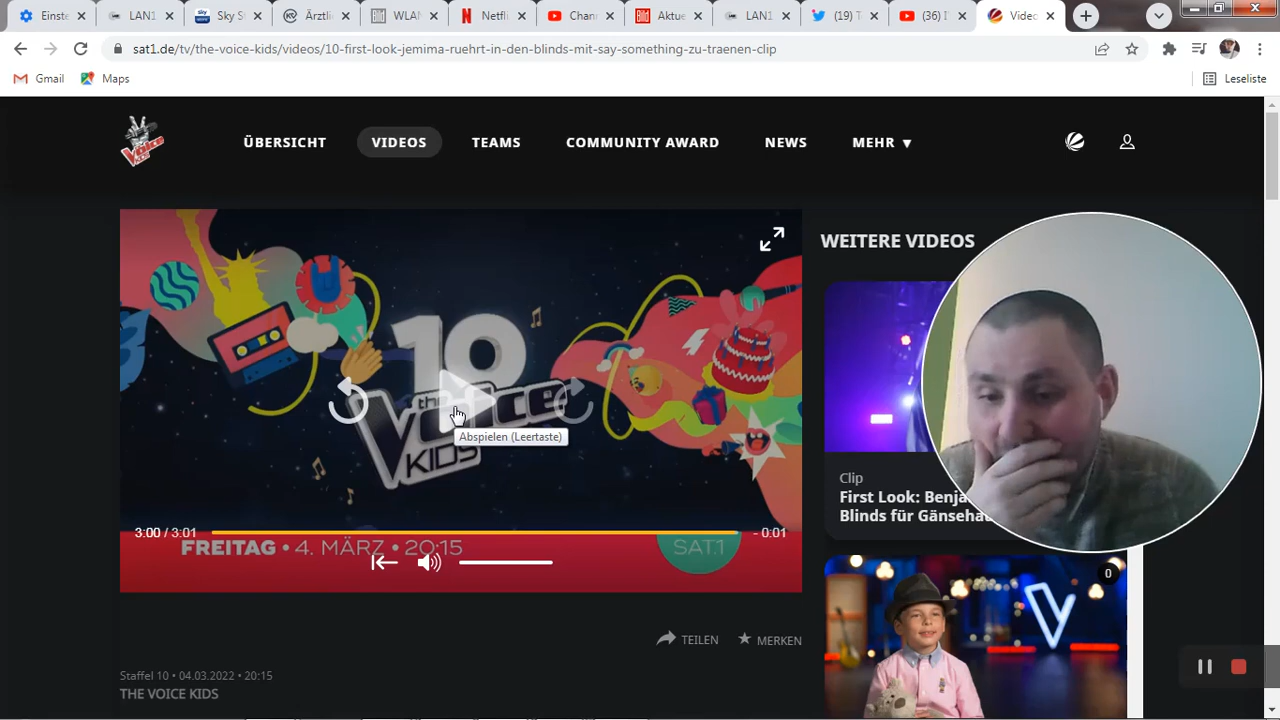 Einste
LAN1
Sky S
Ärztli
WLAN
Netfl
Chann
Aktue
LAN1
(19) T
(36) I
Video
sat1.de/tv/the-voice-kids/videos/10-first-look-jemima-ruehrt-in-den-blinds-mit-say-something-zu-traenen-clip
Gmail
Maps
Leseliste
Voice
KIDS
ÜBERSICHT
VIDEOS
TEAMS
COMMUNITY AWARD
NEWS
MEHR ▼
WEITERE VIDEOS
10
the
Voice
KIDS
Abspielen (Leertaste)
3:00 / 3:01
- 0:01
FREITAG • 4. MÄRZ • 20:15
SAT.1
Clip
First Look: Benja
Blinds für Gänseha
0
TEILEN
MERKEN
Staffel 10 • 04.03.2022 • 20:15
THE VOICE KIDS